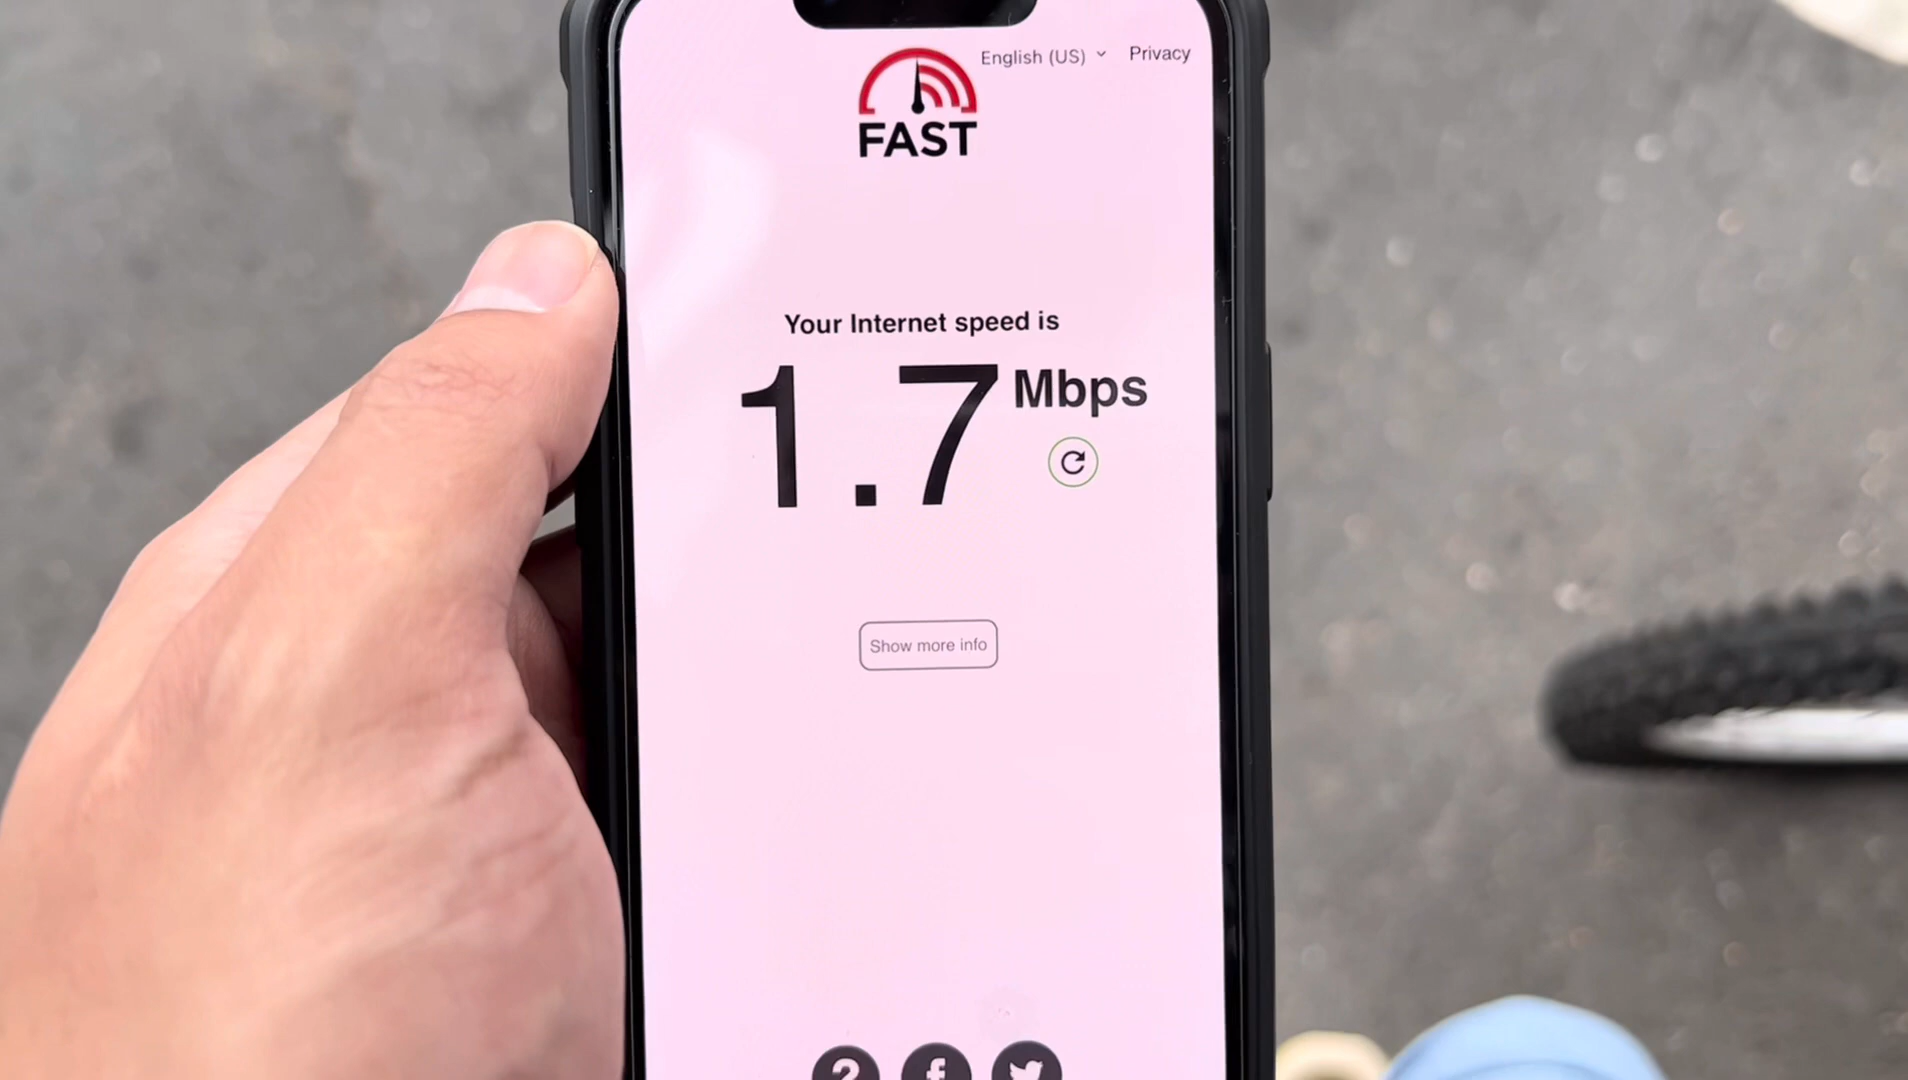 English (US) Privacy
FAST
Your Internet speed is
1.7 Mbps
Show more info